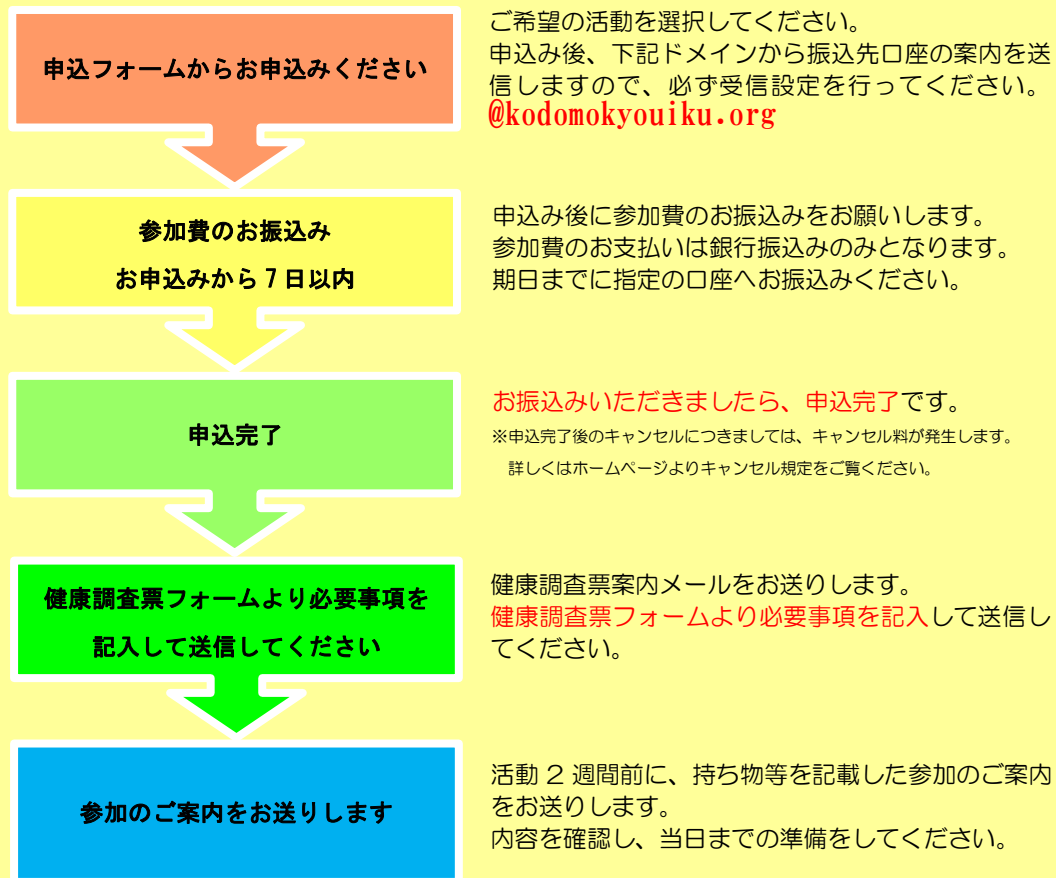 申込フォームからお申込みください
ご希望の活動を選択してください。
申込み後、下記ドメインから振込先口座の案内を送
信しますので、必ず受信設定を行ってください。
@kodomokyouiku.org
参加費のお振込み
お申込みから7日以内
申込み後に参加費のお振込みをお願いします。
参加費のお支払いは銀行振込みのみとなります。
期日までに指定の口座へお振込みください。
申込完了
お振込みいただきましたら、申込完了です。
※申込完了後のキャンセルにつきましては、キャンセル料が発生します。
詳しくはホームページよりキャンセル規定をご覧ください。
健康調査票フォームより必要事項を
記入して送信してください
健康調査票案内メールをお送りします。
健康調査票フォームより必要事項を記入して送信し
てください。
参加のご案内をお送りします
活動２週間前に、持ち物等を記載した参加のご案内
をお送りします。
内容を確認し、当日までの準備をしてください。